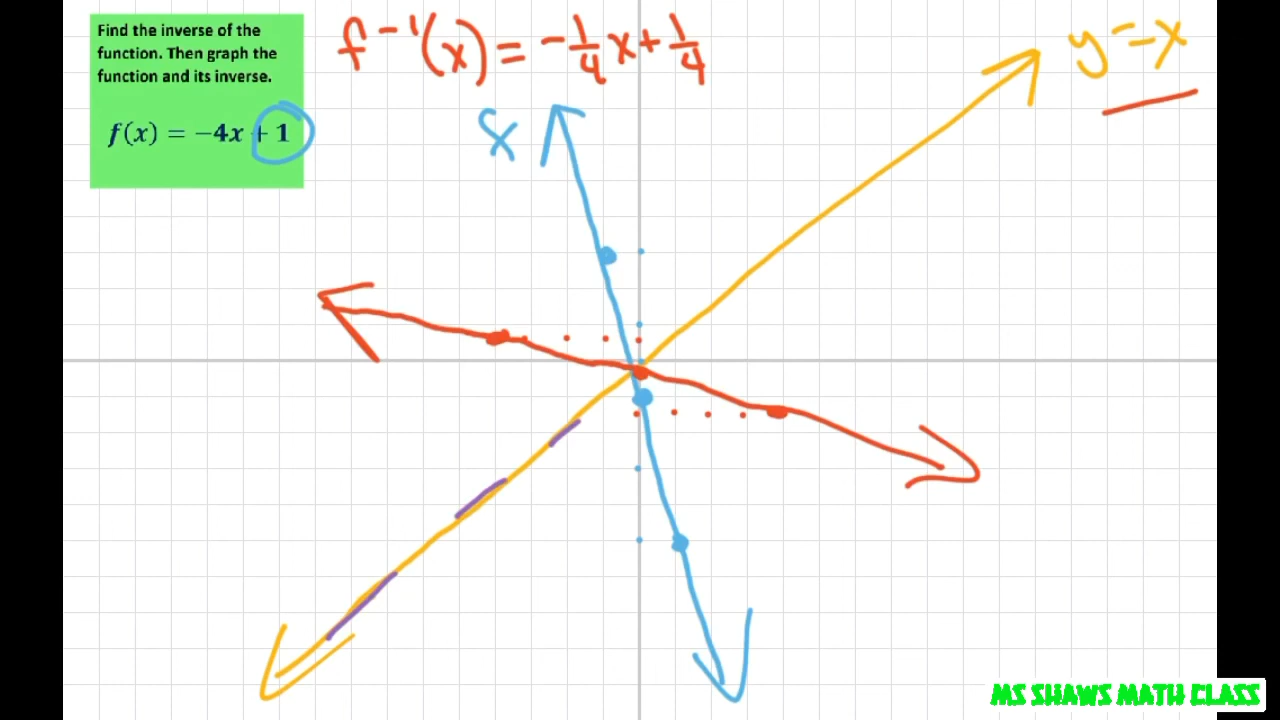 Find the inverse of the
function. Then graph the
function and its inverse.
f(x) = −4x + 1
f⁻¹(x) = -1/4x + 1/4
y=x
MS SHAWS MATH CLASS